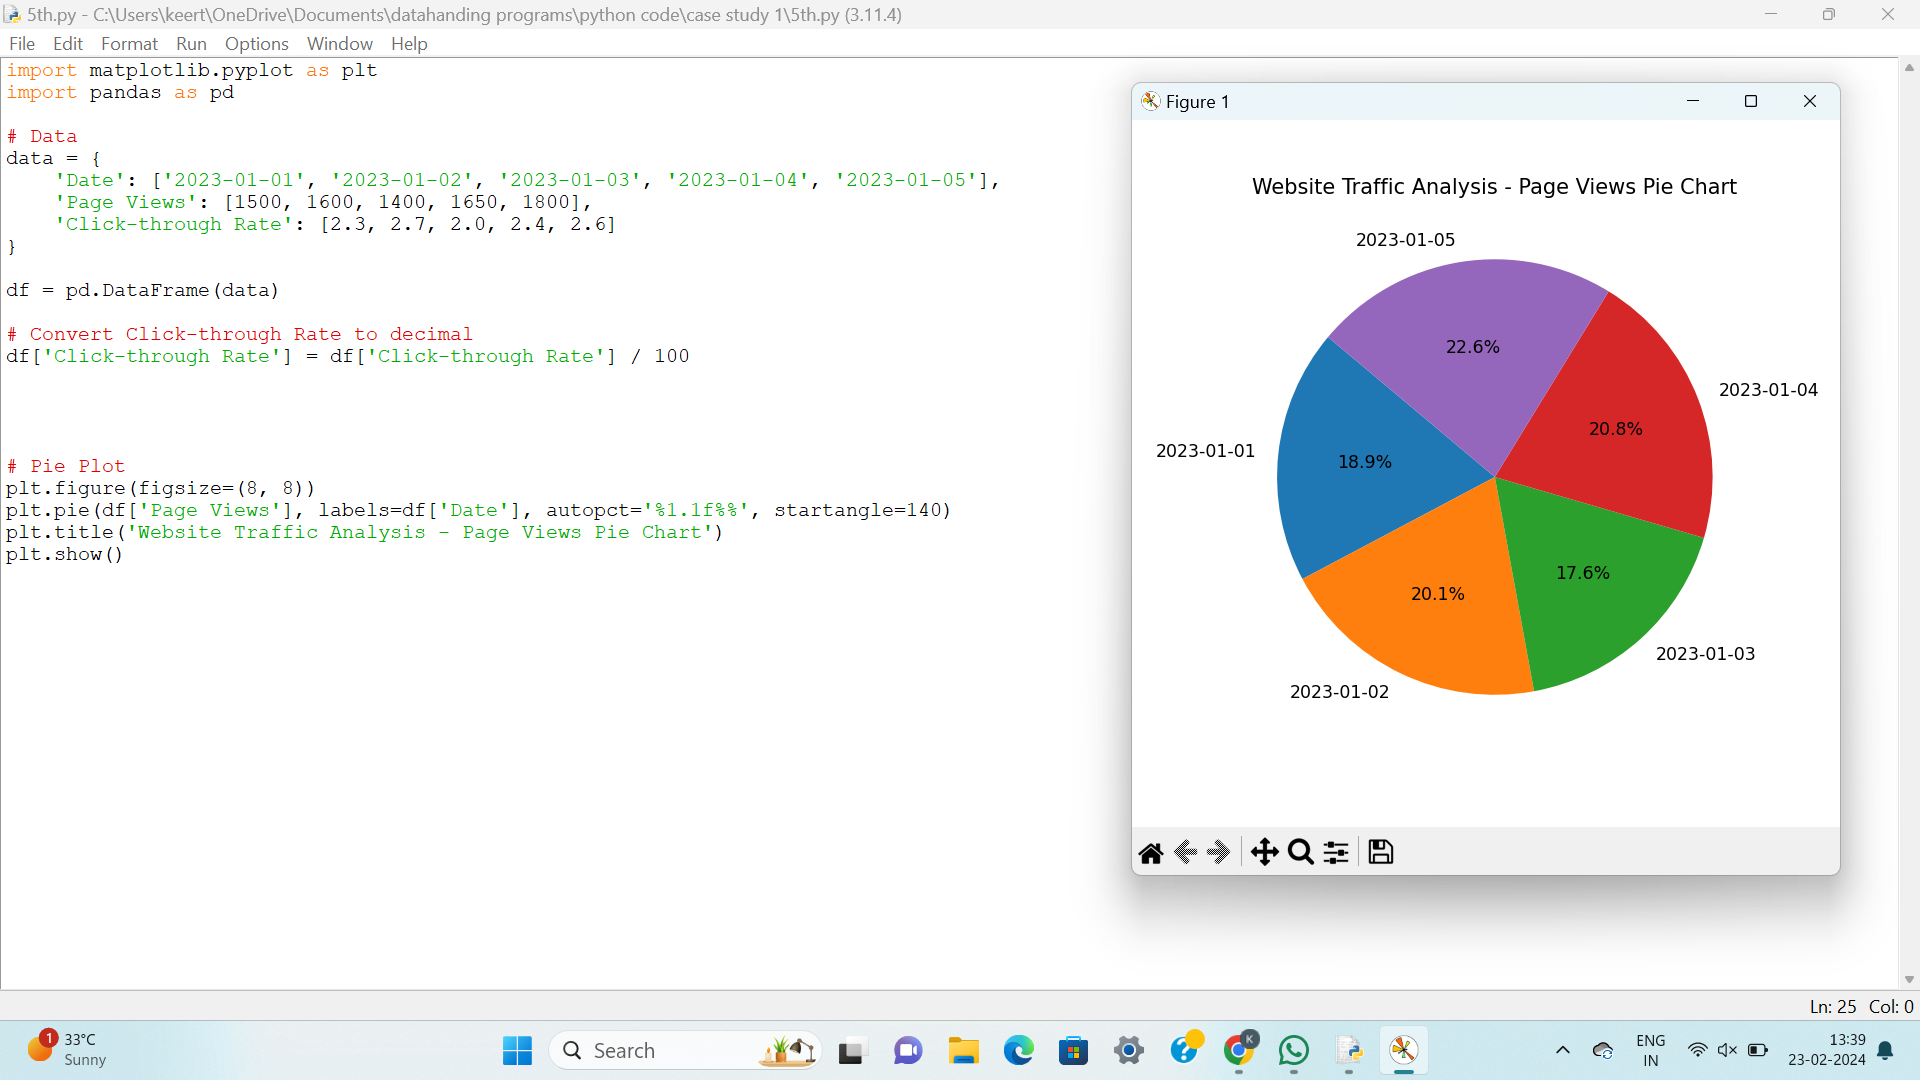 5th.py - C:\Users\keert\OneDrive\Documents\datahanding programs\python code\case study 1\5th.py (3.11.4)
File Edit Format Run Options Window Help
import matplotlib.pyplot as plt
import pandas as pd
# Data
data = {
    'Date': ['2023-01-01', '2023-01-02', '2023-01-03', '2023-01-04', '2023-01-05'],
    'Page Views': [1500, 1600, 1400, 1650, 1800],
    'Click-through Rate': [2.3, 2.7, 2.0, 2.4, 2.6]
}
df = pd.DataFrame(data)
# Convert Click-through Rate to decimal
df['Click-through Rate'] = df['Click-through Rate'] / 100
# Pie Plot
plt.figure(figsize=(8, 8))
plt.pie(df['Page Views'], labels=df['Date'], autopct='%1.1f%%', startangle=140)
plt.title('Website Traffic Analysis - Page Views Pie Chart')
plt.show()
Figure 1
Website Traffic Analysis - Page Views Pie Chart
2023-01-05
22.6%
2023-01-04
20.8%
2023-01-01
18.9%
17.6%
20.1%
2023-01-03
2023-01-02
Ln: 25 Col: 0
1
33°C
Sunny
Search
K
ENG
IN
13:39
23-02-2024